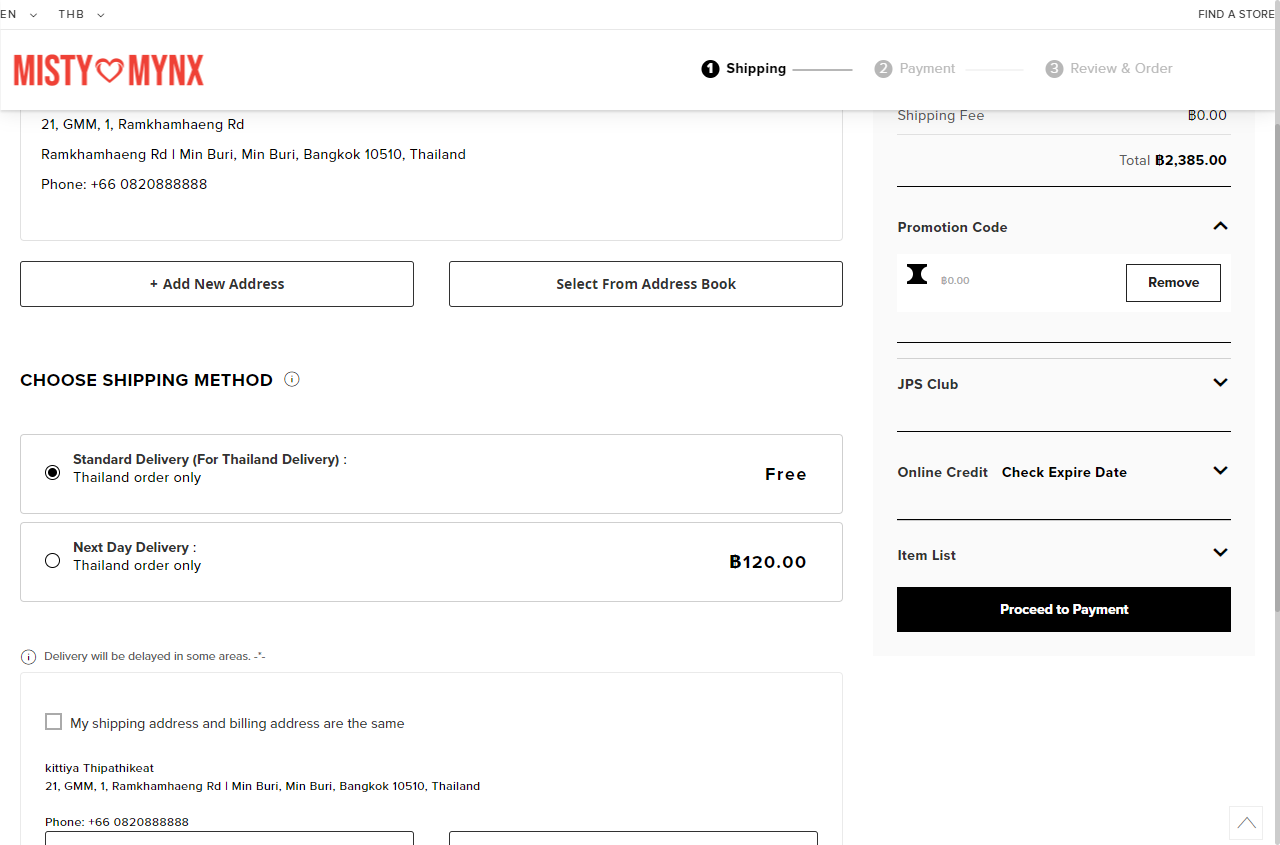 EN THB FIND A STORE
MISTY MYNX
1 Shipping 2 Payment 3 Review & Order
21, GMM, 1, Ramkhamhaeng Rd
Ramkhamhaeng Rd | Min Buri, Min Buri, Bangkok 10510, Thailand
Phone: +66 0820888888
+ Add New Address
Select From Address Book
CHOOSE SHIPPING METHOD
Standard Delivery (For Thailand Delivery) :
Thailand order only
Free
Next Day Delivery :
Thailand order only
฿120.00
Delivery will be delayed in some areas. -*-
My shipping address and billing address are the same
kittiya Thipathikeat
21, GMM, 1, Ramkhamhaeng Rd | Min Buri, Min Buri, Bangkok 10510, Thailand
Phone: +66 0820888888
Shipping Fee ฿0.00
Total ฿2,385.00
Promotion Code
฿0.00
Remove
JPS Club
Online Credit Check Expire Date
Item List
Proceed to Payment